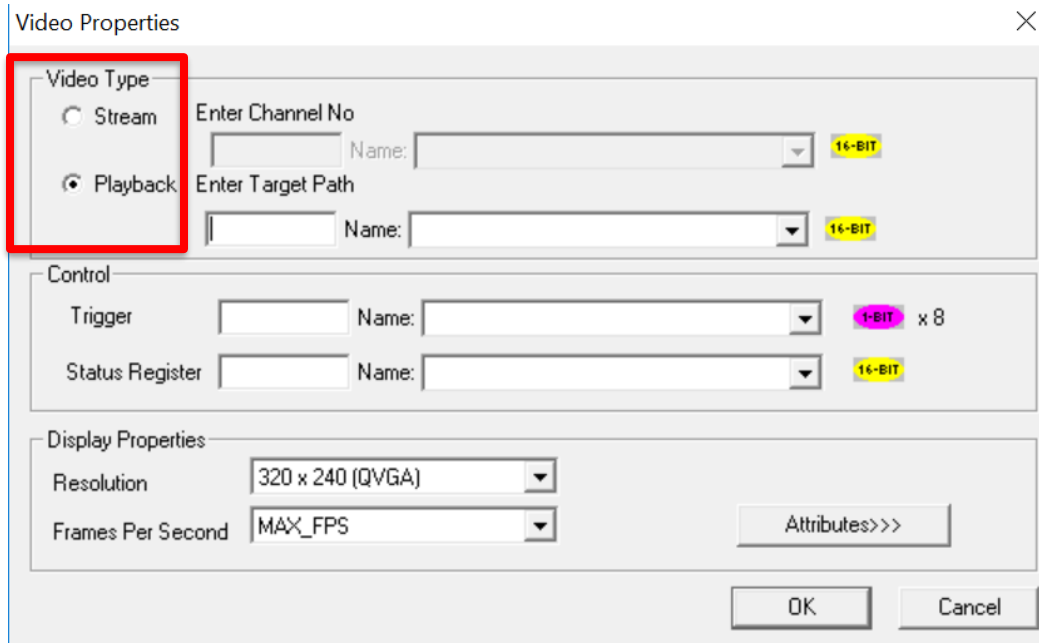 Video Properties
Video Type
Stream
Enter Channel No
Name:
16-BIT
Playback
Enter Target Path
Name:
16-BIT
Control
Trigger
Name:
1-BIT x 8
Status Register
Name:
16-BIT
Display Properties
Resolution
320 x 240 (QVGA)
Frames Per Second
MAX_FPS
Attributes>>>
OK
Cancel